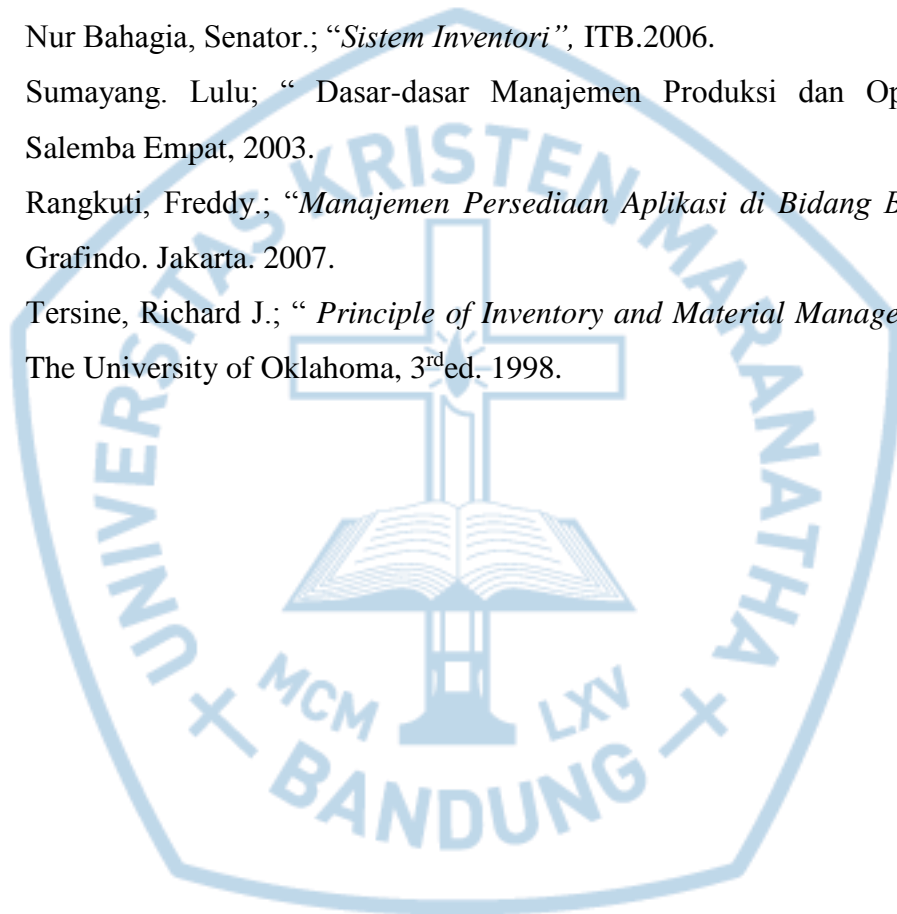 Nur Bahagia, Senator.; “Sistem Inventori”, ITB.2006.
Sumayang. Lulu; “ Dasar-dasar Manajemen Produksi dan Op
Salemba Empat, 2003.
Rangkuti, Freddy.; “Manajemen Persediaan Aplikasi di Bidang B
Grafindo. Jakarta. 2007.
Tersine, Richard J.; “ Principle of Inventory and Material Manage
The University of Oklahoma, 3rded. 1998.
UNIVERSITAS KRISTEN MARANATHA
MCM LXV
BANDUNG